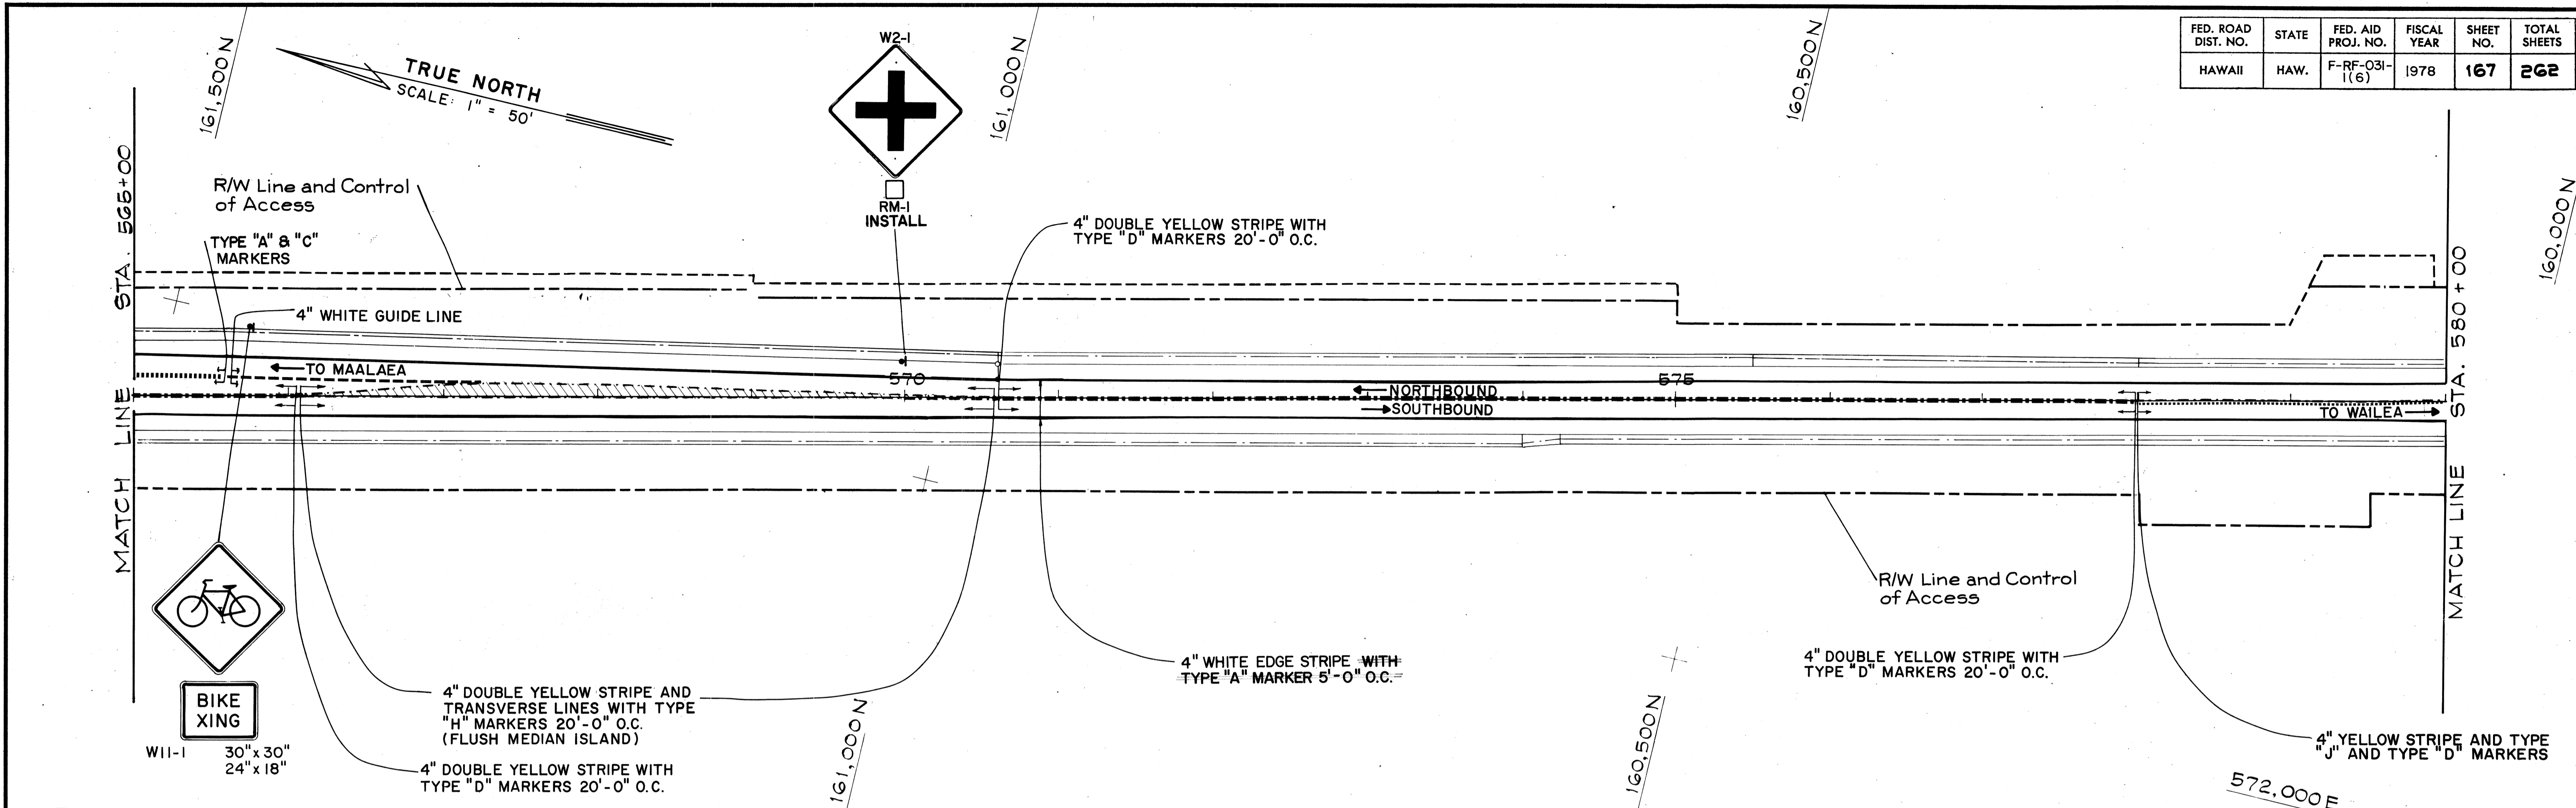 FED. ROAD DIST. NO. STATE FED. AID PROJ. NO. FISCAL YEAR SHEET NO. TOTAL SHEETS
HAWAII HAW. F-RF-031-1(6) 1978 167 262
161,500 N
TRUE NORTH
SCALE: 1" = 50'
W2-1
RM-1
INSTALL
161,000 N
160,500 N
160,000 N
MATCH LINE STA. 565+00
R/W Line and Control
of Access
TYPE "A" & "C"
MARKERS
4" WHITE GUIDE LINE
4" DOUBLE YELLOW STRIPE WITH
TYPE "D" MARKERS 20'-0" O.C.
TO MAALAEA
570
NORTHBOUND
SOUTHBOUND
575
TO WAILEA
MATCH LINE STA. 580+00
BIKE
XING
W11-1 30" x 30"
24" x 18"
4" DOUBLE YELLOW STRIPE AND
TRANSVERSE LINES WITH TYPE
"H" MARKERS 20'-0" O.C.
(FLUSH MEDIAN ISLAND)
4" DOUBLE YELLOW STRIPE WITH
TYPE "D" MARKERS 20'-0" O.C.
161,000 N
4" WHITE EDGE STRIPE WITH
TYPE "A" MARKER 5'-0" O.C.
160,500 N
R/W Line and Control
of Access
4" DOUBLE YELLOW STRIPE WITH
TYPE "D" MARKERS 20'-0" O.C.
4" YELLOW STRIPE AND TYPE
"J" AND TYPE "D" MARKERS
572,000 E